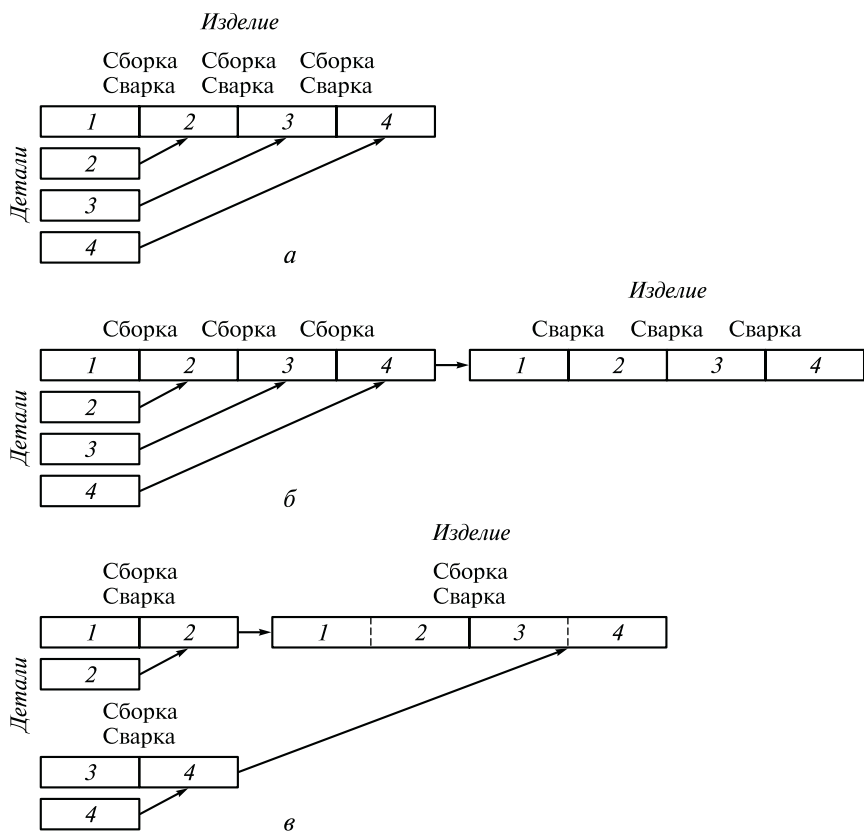 Изделие
Сборка Сборка Сборка
Сварка Сварка Сварка
1 2 3 4
2
3
4
Детали
а
Изделие
Сборка Сборка Сборка Сварка Сварка Сварка
1 2 3 4 1 2 3 4
2
3
4
Детали
б
Изделие
Сборка Сборка
Сварка Сварка
1 2 1 2 3 4
2
Детали
Сборка
Сварка
3 4
4
в